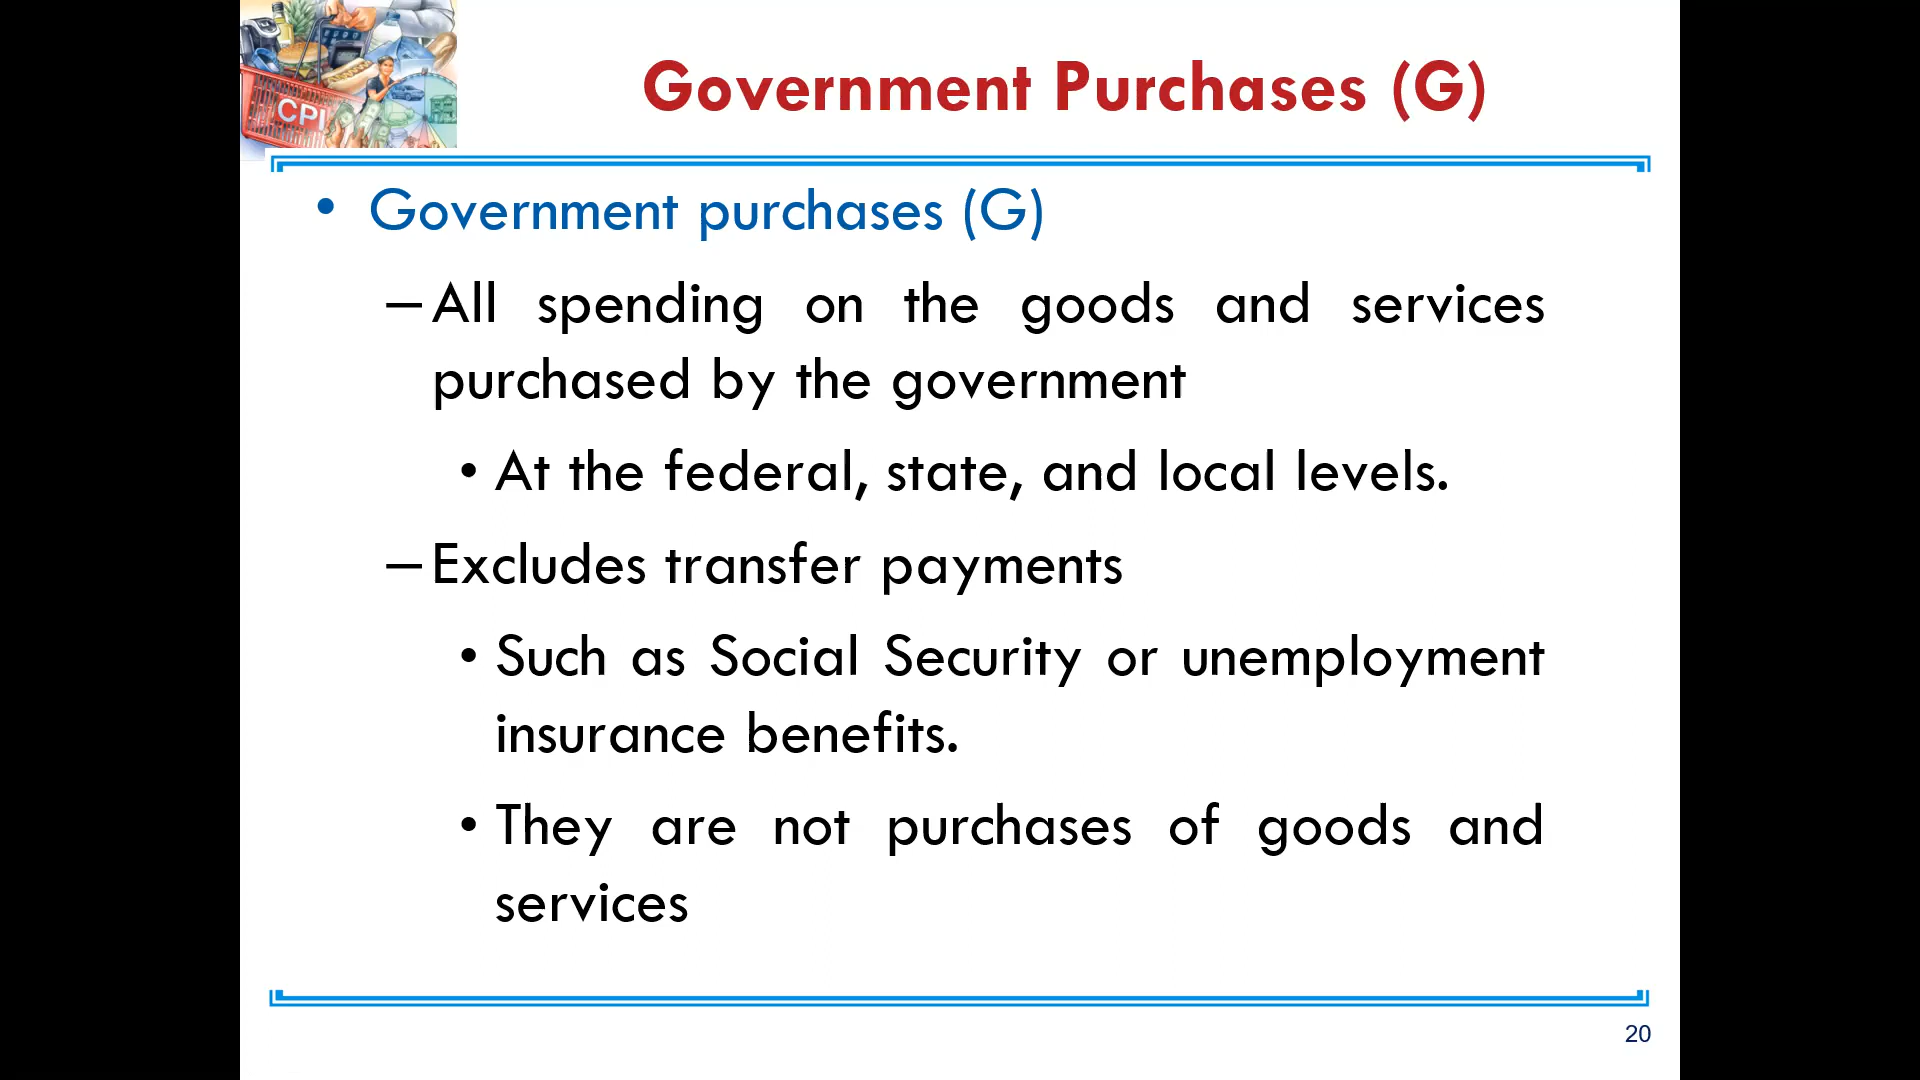 CPI
Government Purchases (G)
• Government purchases (G)
– All spending on the goods and services
purchased by the government
• At the federal, state, and local levels.
– Excludes transfer payments
• Such as Social Security or unemployment
insurance benefits.
• They are not purchases of goods and
services
20